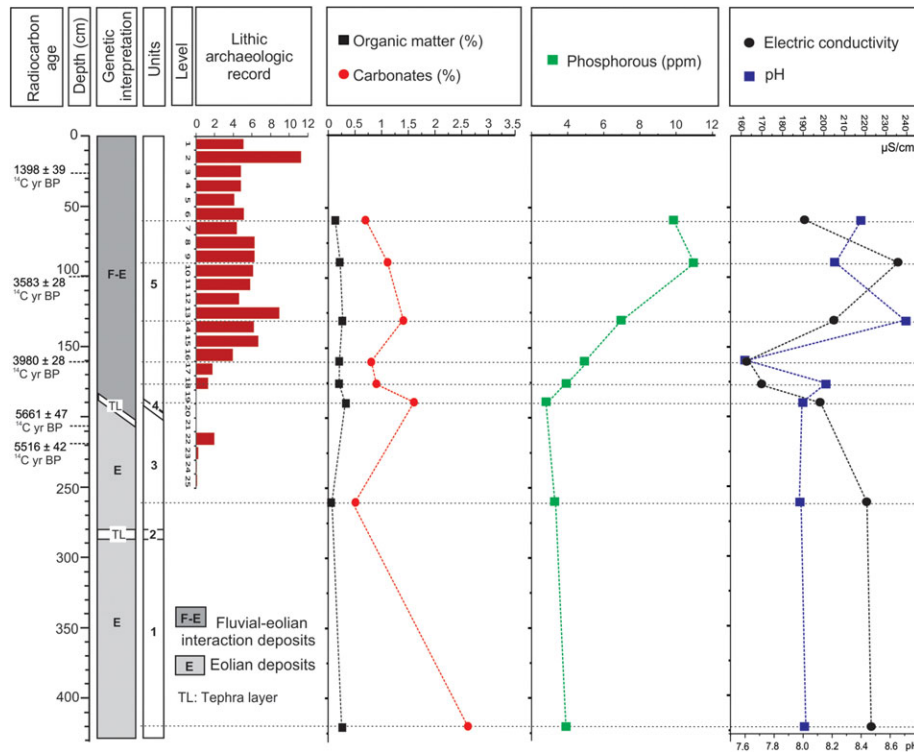 Radiocarbon
age
Depth (cm)
Genetic
interpretation
Units
Level
Lithic
archaeologic
record
Organic matter (%)
Carbonates (%)
Phosphorous (ppm)
Electric conductivity
pH
0 2 4 6 8 10 12
0 0.5 1 1.5 2 2.5 3 3.5
2 4 6 8 10 12
160 170 180 195 205 220 230 240
µS/cm
0
50
100
150
200
250
300
350
400
1398 ± 39
14C yr BP
3583 ± 28
14C yr BP
3980 ± 28
14C yr BP
5661 ± 47
14C yr BP
5516 ± 42
14C yr BP
F-E
TL
E
TL
E
5
4
3
2
1
1
2
3
4
5
6
7
8
9
10
11
12
13
14
15
16
17
18
19
20
21
22
23
24
25
F-E Fluvial-eolian
interaction deposits
E Eolian deposits
TL: Tephra layer
7.6 8.0 8.2 8.4 8.6 pH